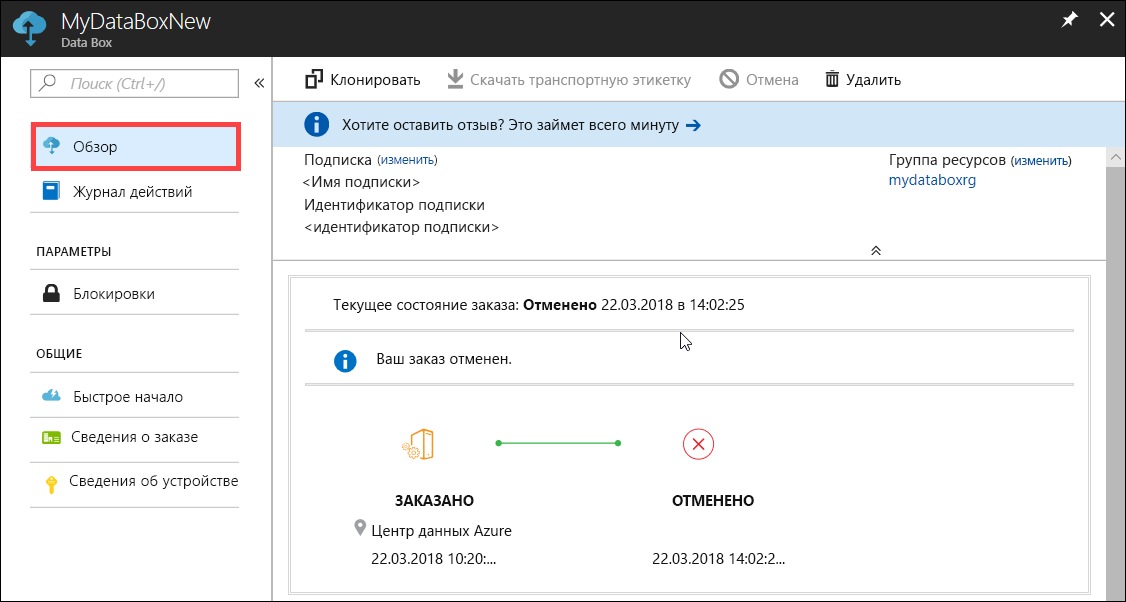 MyDataBoxNew
Data Box
Поиск (Ctrl+/)
Обзор
Журнал действий
ПАРАМЕТРЫ
Блокировки
ОБЩИЕ
Быстрое начало
Сведения о заказе
Сведения об устройстве
Клонировать Скачать транспортную этикетку Отмена Удалить
Хотите оставить отзыв? Это займет всего минуту
Подписка (изменить)
<Имя подписки>
Идентификатор подписки
<идентификатор подписки>
Группа ресурсов (изменить)
mydataboxrg
Текущее состояние заказа: Отменено 22.03.2018 в 14:02:25
Ваш заказ отменен.
ЗАКАЗАНО
Центр данных Azure
22.03.2018 10:20:...
ОТМЕНЕНО
22.03.2018 14:02:2...